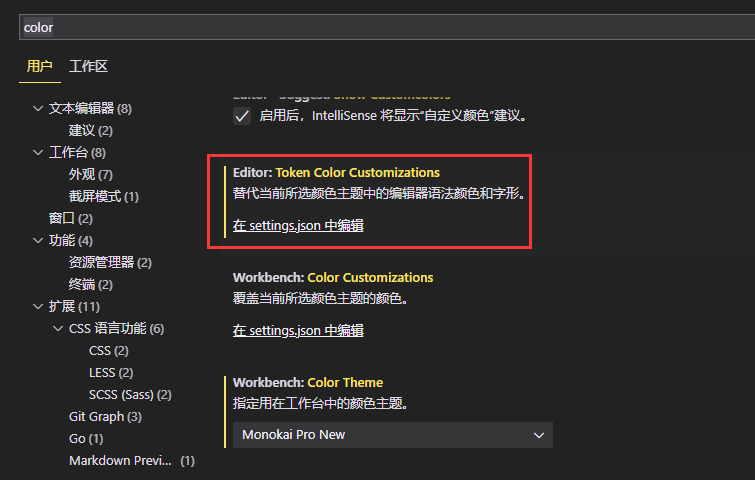 color
用户 工作区
文本编辑器 (8)
建议 (2)
工作台 (8)
外观 (7)
截屏模式 (1)
窗口 (2)
功能 (4)
资源管理器 (2)
终端 (2)
扩展 (11)
CSS 语言功能 (6)
CSS (2)
LESS (2)
SCSS (Sass) (2)
Git Graph (3)
Go (1)
Markdown Previ... (1)
Editor › Suggest: Show Customcolors
启用后，IntelliSense 将显示“自定义颜色”建议。
Editor: Token Color Customizations
替代当前所选颜色主题中的编辑器语法颜色和字形。
在 settings.json 中编辑
Workbench: Color Customizations
覆盖当前所选颜色主题的颜色。
在 settings.json 中编辑
Workbench: Color Theme
指定用在工作台中的颜色主题。
Monokai Pro New